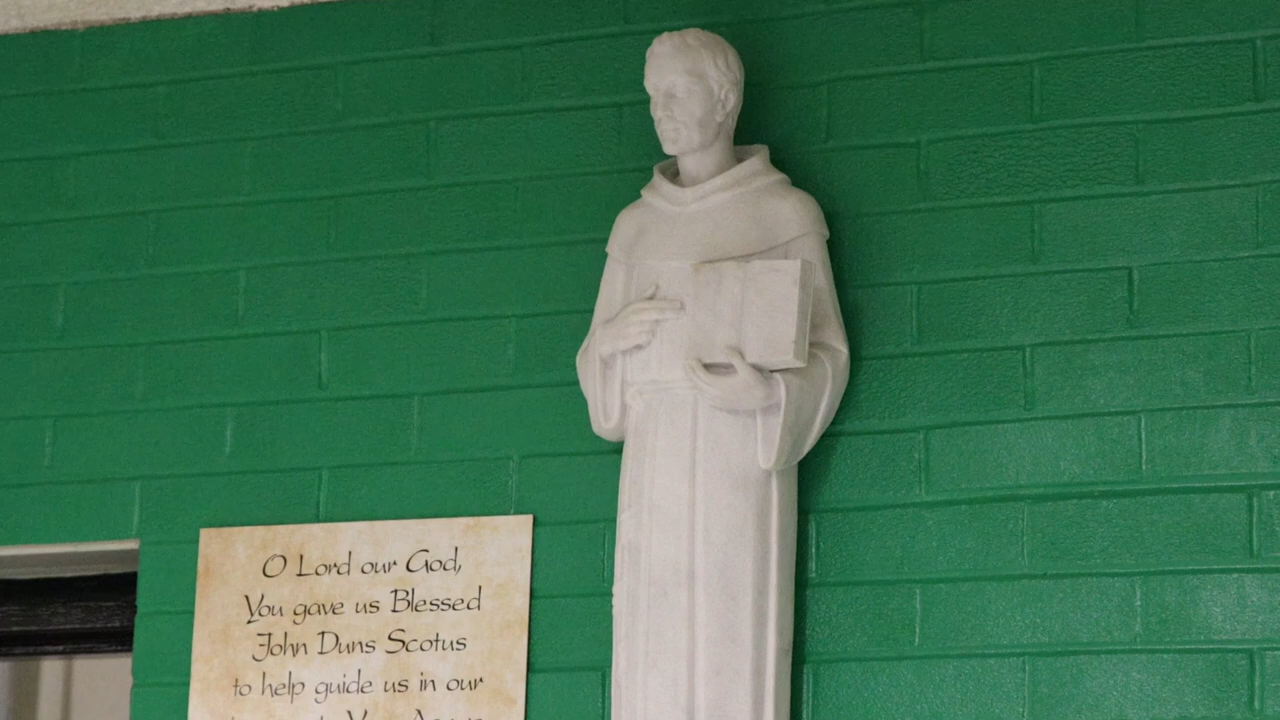 O Lord our God,
You gave us Blessed
John Duns Scotus
to help guide us in our